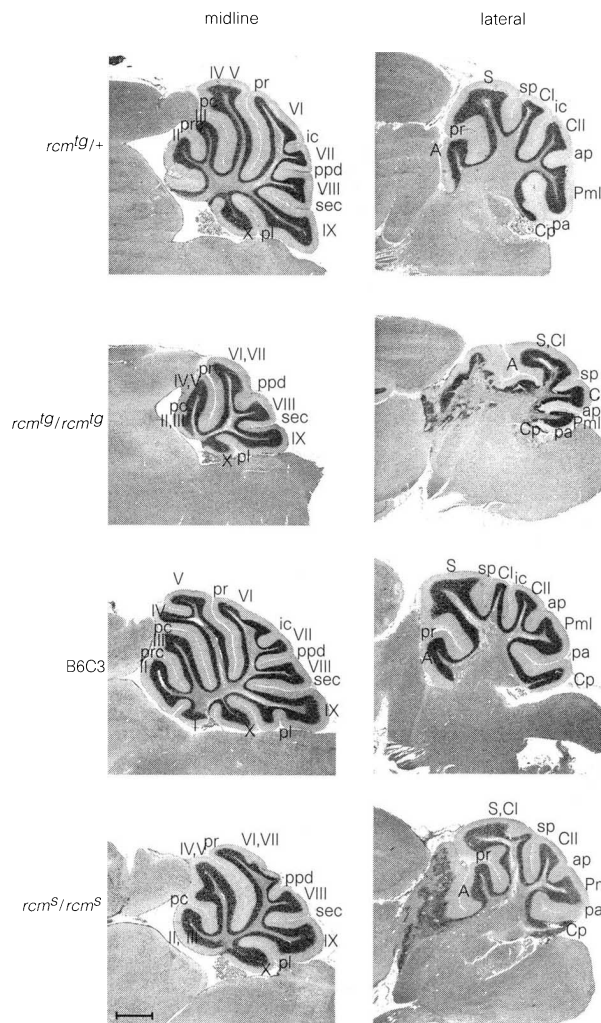 midline
lateral
rcm^tg/+
IV V
pr
pc
III
prc
II
VI
ic
VII
ppd
VIII
sec
IX
X
pl
S
sp
CI
ic
CII
pr
A
ap
Pml
pa
Cp
rcm^tg/rcm^tg
VI,VII
pr
IV,V
ppd
pc
II,III
VIII
sec
IX
X
pl
S,CI
A
sp
C
ap
Pml
pa
Cp
B6C3
V
pr
VI
IV
pc
III
prc
II
ic
VII
ppd
VIII
sec
IX
I
X
pl
S
sp
CI
ic
CII
ap
Pml
pr
pa
A
Cp
rcm^s/rcm^s
VI,VII
pr
IV,V
ppd
pc
VIII
sec
II, III
IX
X
pl
S,CI
sp
CII
pr
ap
A
Pm
pa
Cp